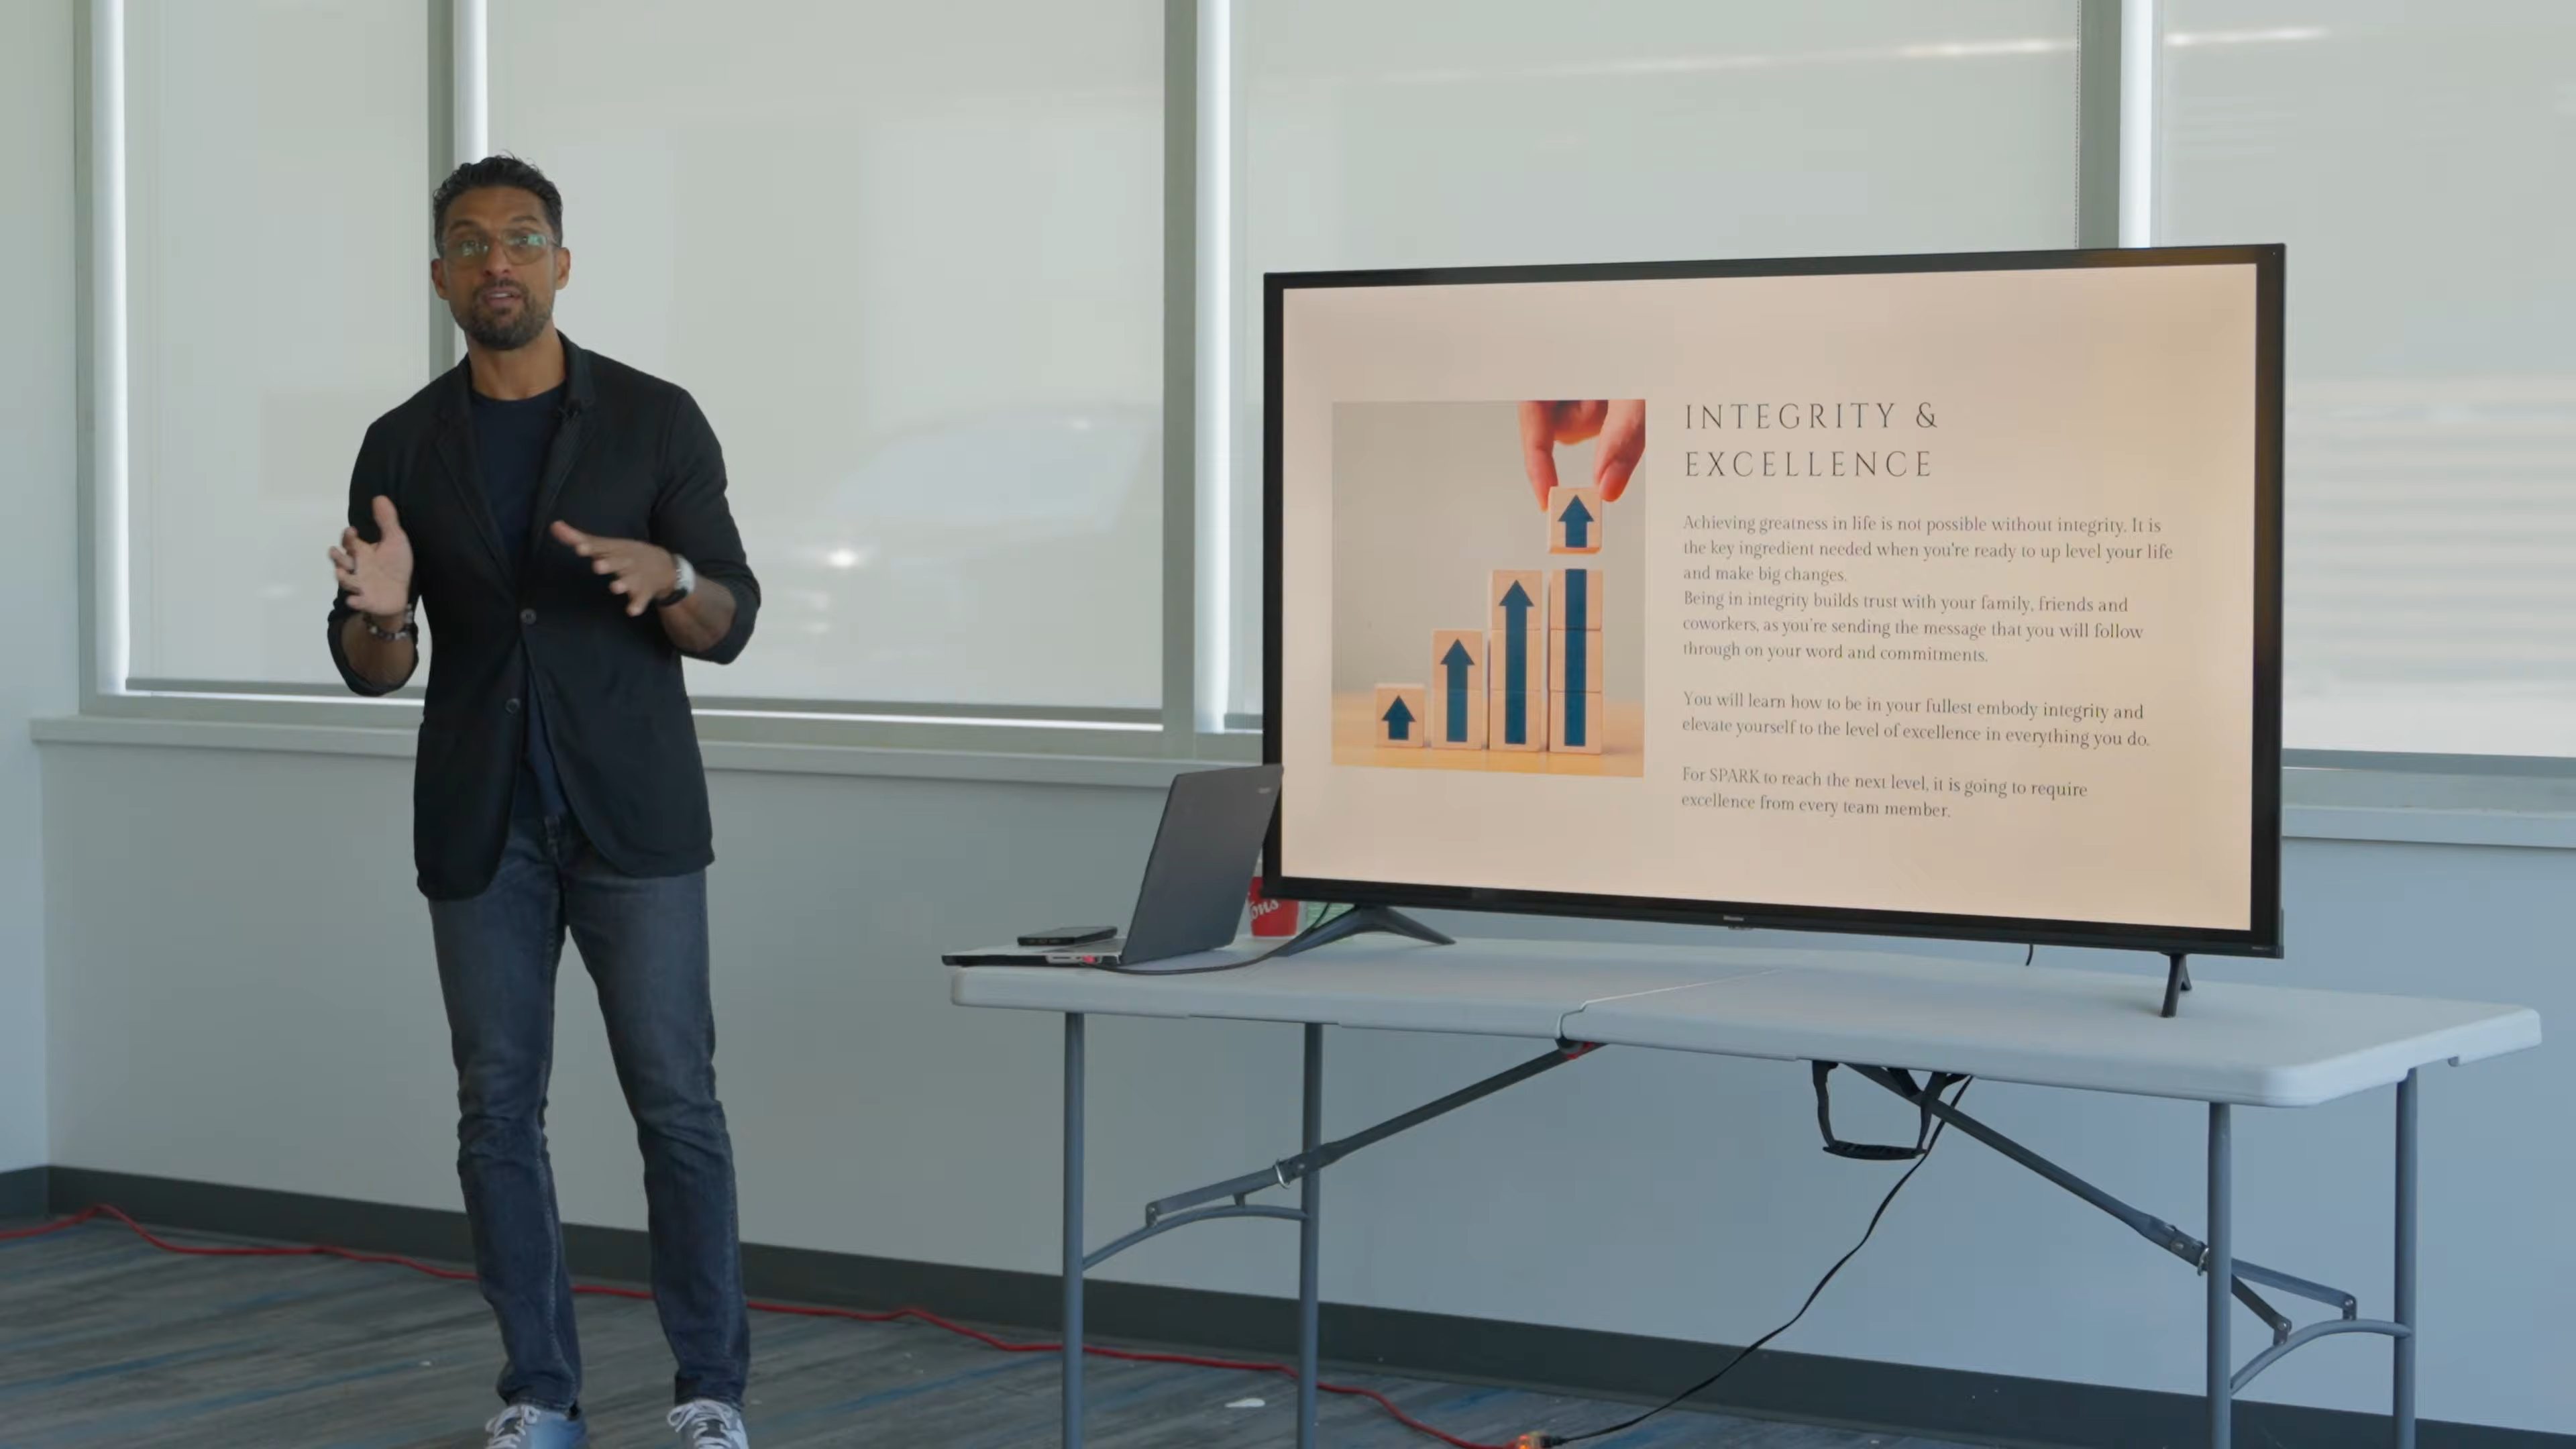 INTEGRITY &
EXCELLENCE
Achieving greatness in life is not possible without integrity. It is
the key ingredient needed when you're ready to up level your life
and make big changes.
Being in integrity builds trust with your family, friends and
coworkers, as you're sending the message that you will follow
through on your word and commitments.
You will learn how to be in your fullest embody integrity and
elevate yourself to the level of excellence in everything you do.
For SPARK to reach the next level, it is going to require
excellence from every team member.
ons